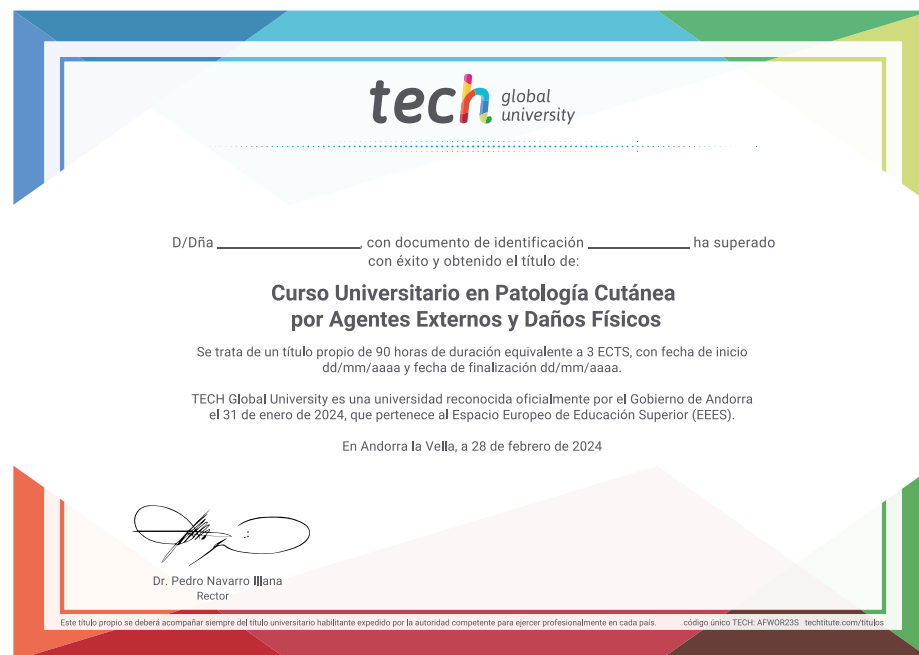 tech global university
D/Dña ____________________, con documento de identificación ______________ ha superado
con éxito y obtenido el título de:
Curso Universitario en Patología Cutánea
por Agentes Externos y Daños Físicos
Se trata de un título propio de 90 horas de duración equivalente a 3 ECTS, con fecha de inicio
dd/mm/aaaa y fecha de finalización dd/mm/aaaa.
TECH Global University es una universidad reconocida oficialmente por el Gobierno de Andorra
el 31 de enero de 2024, que pertenece al Espacio Europeo de Educación Superior (EEES).
En Andorra la Vella, a 28 de febrero de 2024
Dr. Pedro Navarro Illana
Rector
Este título propio se deberá acompañar siempre del título universitario habilitante expedido por la autoridad competente para ejercer profesionalmente en cada país. código único TECH: AFWOR23S techtitute.com/titulos